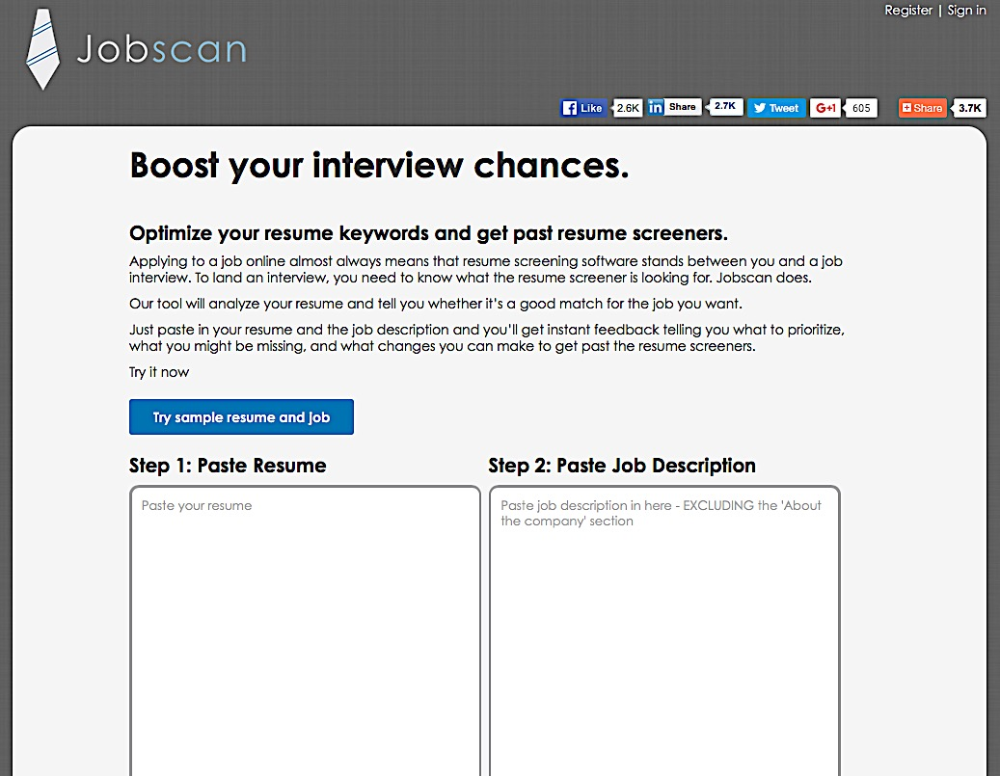 Register | Sign in
Jobscan
Like 2.6K Share 2.7K Tweet G+1 605 Share 3.7K
Boost your interview chances.
Optimize your resume keywords and get past resume screeners.
Applying to a job online almost always means that resume screening software stands between you and a job
interview. To land an interview, you need to know what the resume screener is looking for. Jobscan does.
Our tool will analyze your resume and tell you whether it's a good match for the job you want.
Just paste in your resume and the job description and you'll get instant feedback telling you what to prioritize,
what you might be missing, and what changes you can make to get past the resume screeners.
Try it now
Try sample resume and job
Step 1: Paste Resume
Paste your resume
Step 2: Paste Job Description
Paste job description in here - EXCLUDING the 'About
the company' section